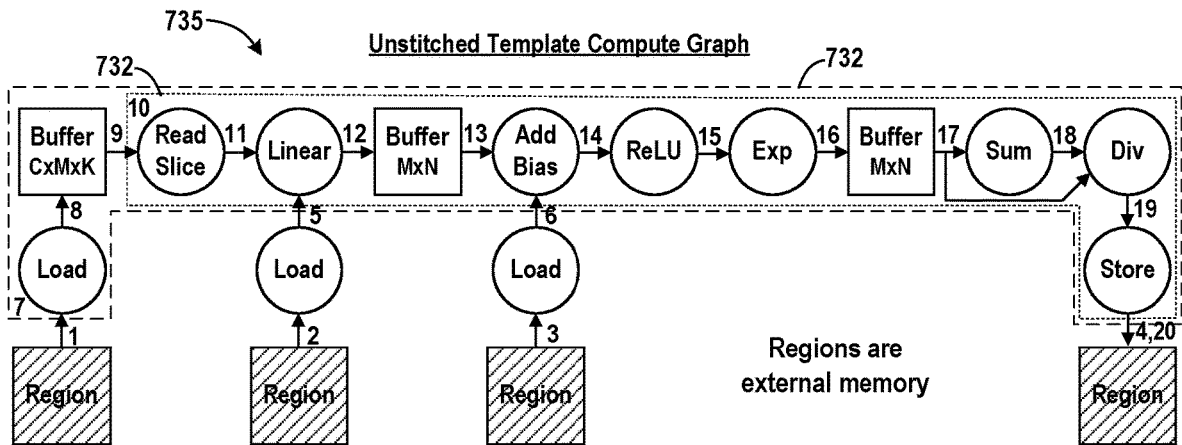 735
Unstitched Template Compute Graph
732
732
10
Buffer
CxMxK
9
Read
Slice
11
Linear
12
Buffer
MxN
13
Add
Bias
14
ReLU
15
Exp
16
Buffer
MxN
17
Sum
18
Div
8
5
6
19
Load
Load
Load
Store
7
1
2
3
4,20
Region
Region
Region
Regions are
external memory
Region